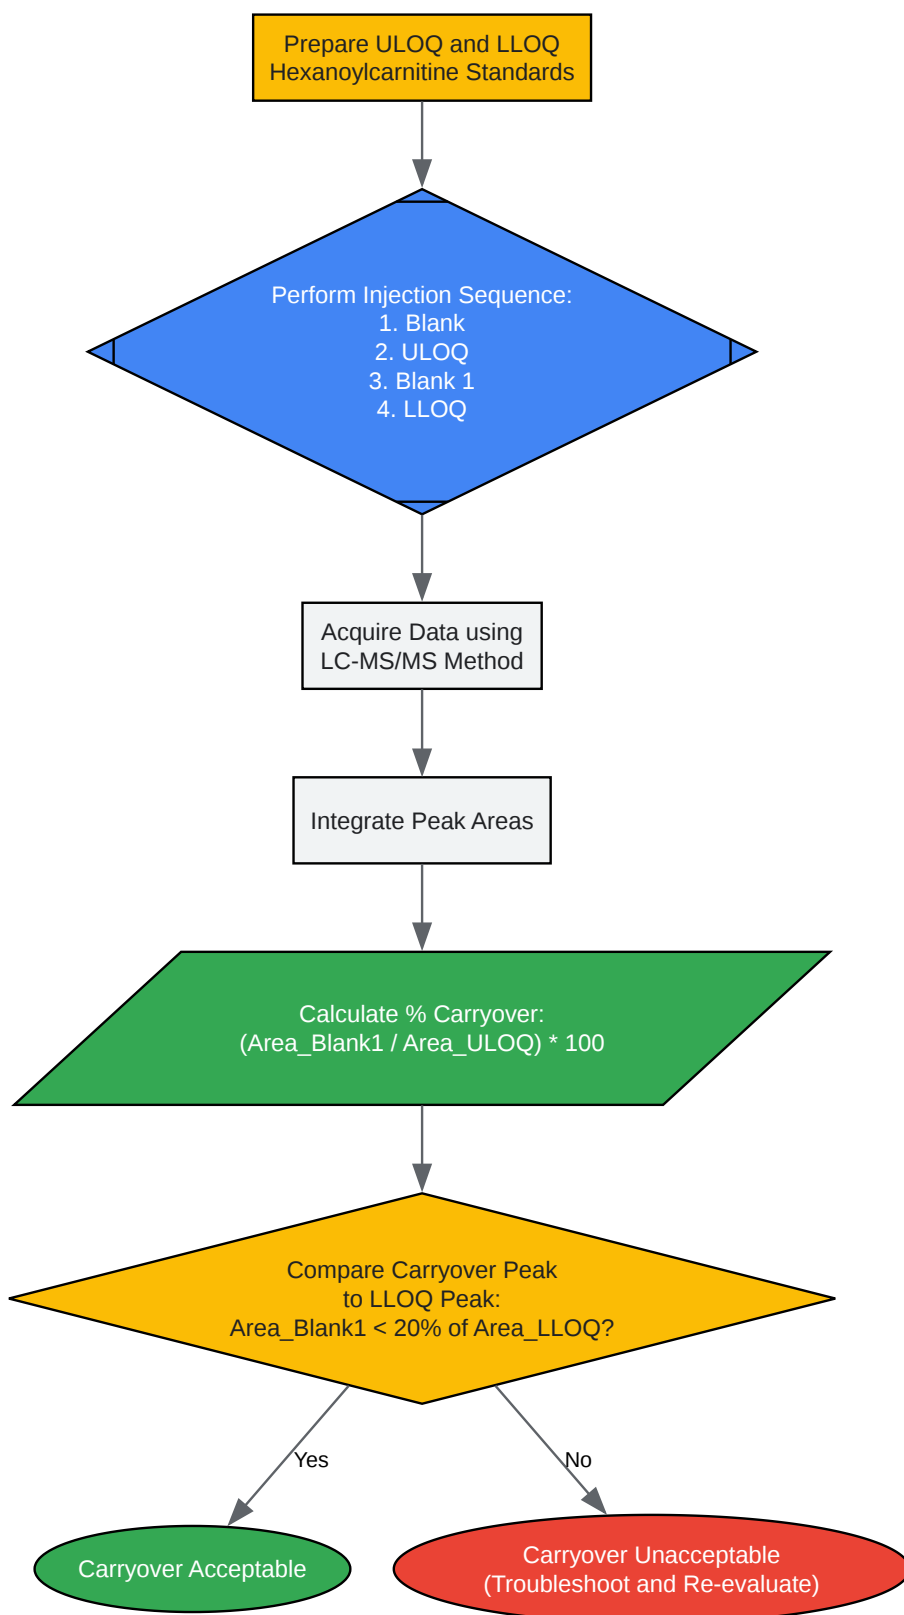 Prepare ULOQ and LLOQ
Hexanoylcarnitine Standards
Perform Injection Sequence:
1. Blank
2. ULOQ
3. Blank 1
4. LLOQ
Acquire Data using
LC-MS/MS Method
Integrate Peak Areas
Calculate % Carryover:
(Area_Blank1 / Area_ULOQ) * 100
Compare Carryover Peak
to LLOQ Peak:
Area_Blank1 < 20% of Area_LLOQ?
Yes
No
Carryover Acceptable
Carryover Unacceptable
(Troubleshoot and Re-evaluate)